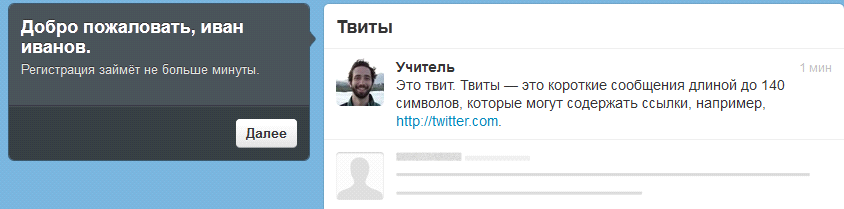 Добро пожаловать, иван
иванов.
Регистрация займёт не больше минуты.
Далее
Твиты
Учитель 1 мин
Это твит. Твиты — это короткие сообщения длиной до 140
символов, которые могут содержать ссылки, например,
http://twitter.com.